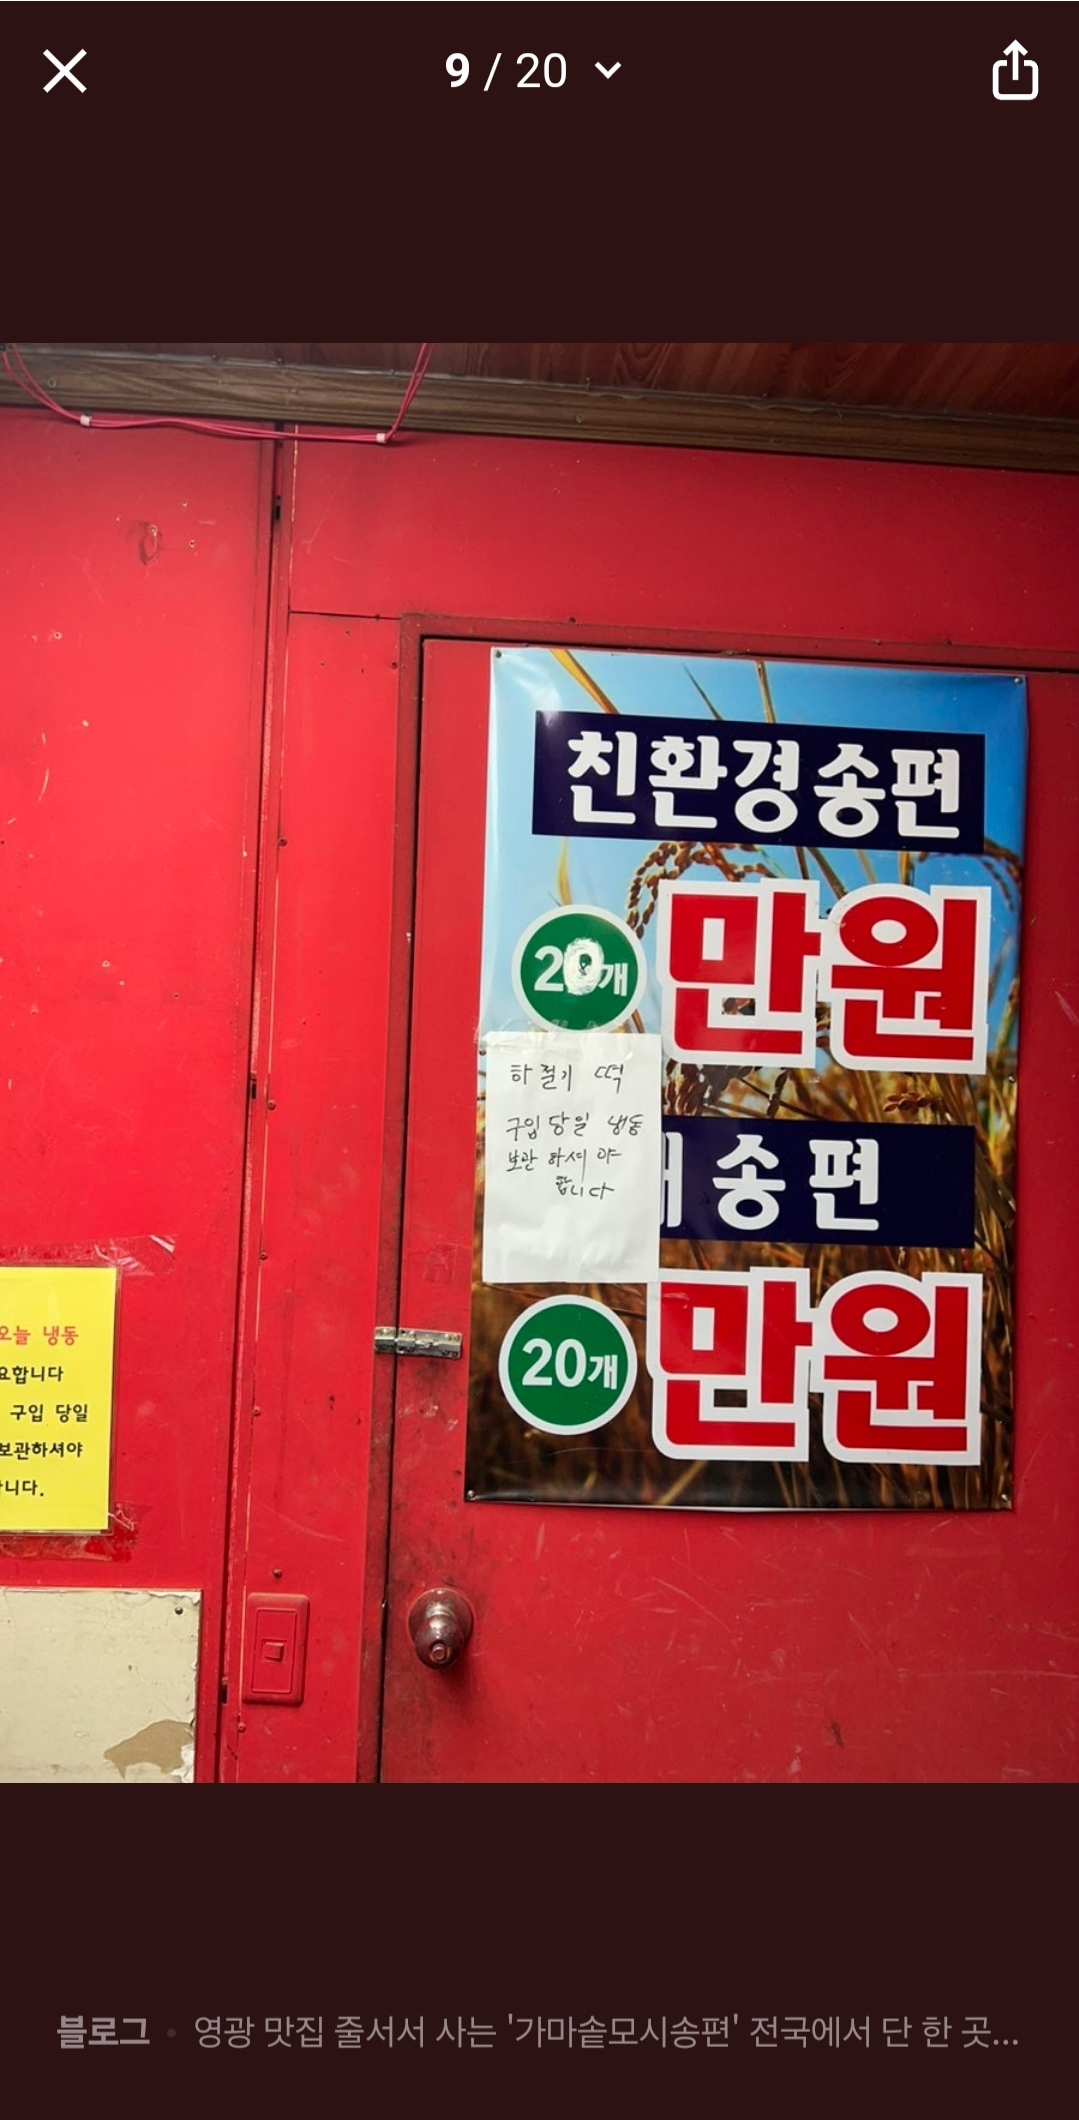 9 / 20
친환경송편
20개 만원
하절기 떡
구입당일 냉동
보관 하셔야
합니다
송편
20개 만원
오늘 냉동
요합니다
구입 당일
보관하셔야
니다.
블로그 • 영광 맛집 줄서서 사는 '가마솥모시송편' 전국에서 단 한 곳...